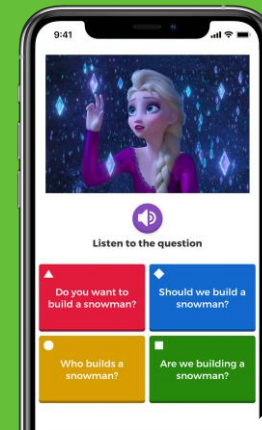 9:41
Listen to the question
Do you want to
build a snowman?
Should we build a
snowman?
Who builds a
snowman?
Are we building a
snowman?